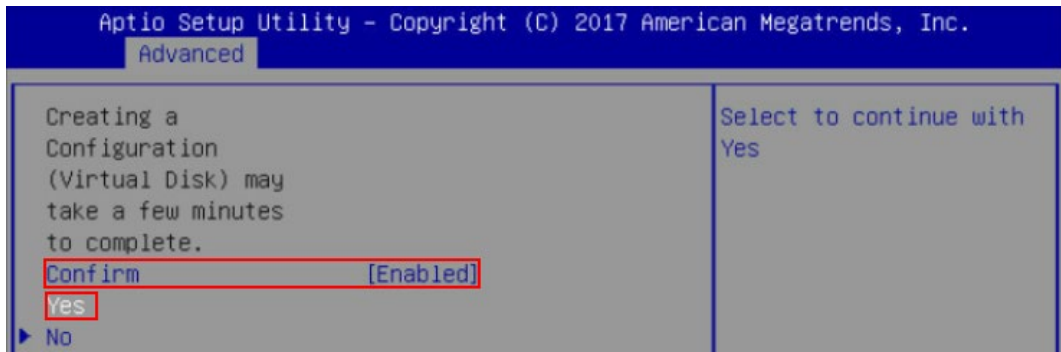 Aptio Setup Utility – Copyright (C) 2017 American Megatrends, Inc.
Advanced
Creating a
Configuration
(Virtual Disk) may
take a few minutes
to complete.
Confirm [Enabled]
Yes
No
Select to continue with
Yes